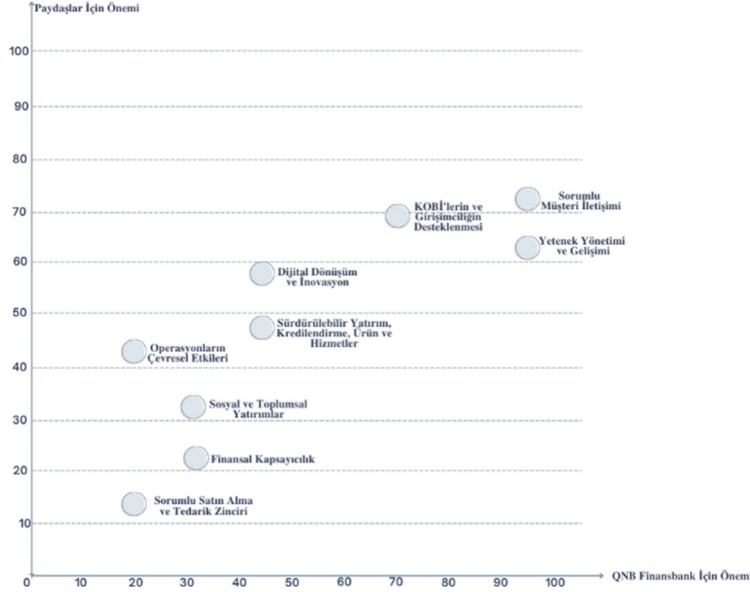 Paydaşlar İçin Önemi
100
90
80
70
60
50
40
30
20
10
0
10
20
30
40
50
60
70
80
90
100
QNB Finansbank İçin Önemi
Sorumlu
Müşteri İletişimi
KOBİ'lerin ve
Girişimciliğin
Desteklenmesi
Yetenek Yönetimi
ve Gelişimi
Dijital Dönüşüm
ve İnovasyon
Sürdürülebilir Yatırım,
Kredilendirme, Ürün ve
Hizmetler
Operasyonların
Çevresel Etkileri
Sosyal ve Toplumsal
Yatırımlar
Finansal Kapsayıcılık
Sorumlu Satın Alma
ve Tedarik Zinciri